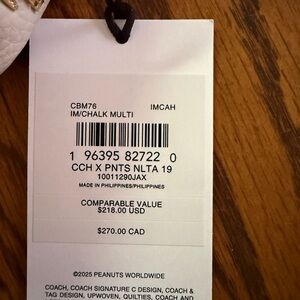 CBM76 IMCAH
IM/CHALK MULTI
1 96395 82722 0
CCH X PNTS NLTA 19
10011290JAX
MADE IN PHILIPPINES/PHILIPPINES
COMPARABLE VALUE
$218.00 USD
$270.00 CAD
©2025 PEANUTS WORLDWIDE
COACH, COACH SIGNATURE C DESIGN, COACH &
TAG DESIGN, UPWOVEN, QUILTIES, COACH AND